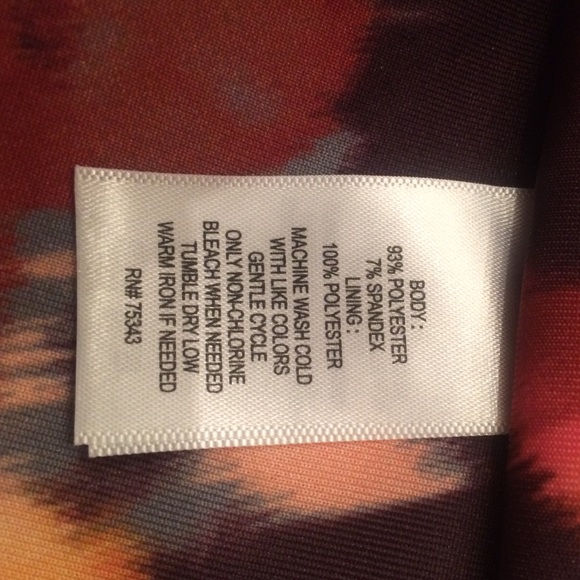 BODY :
93% POLYESTER
7% SPANDEX
LINING :
100% POLYESTER
MACHINE WASH COLD
WITH LIKE COLORS
GENTLE CYCLE
ONLY NON-CHLORINE
BLEACH WHEN NEEDED
TUMBLE DRY LOW
WARM IRON IF NEEDED
RN# 75343